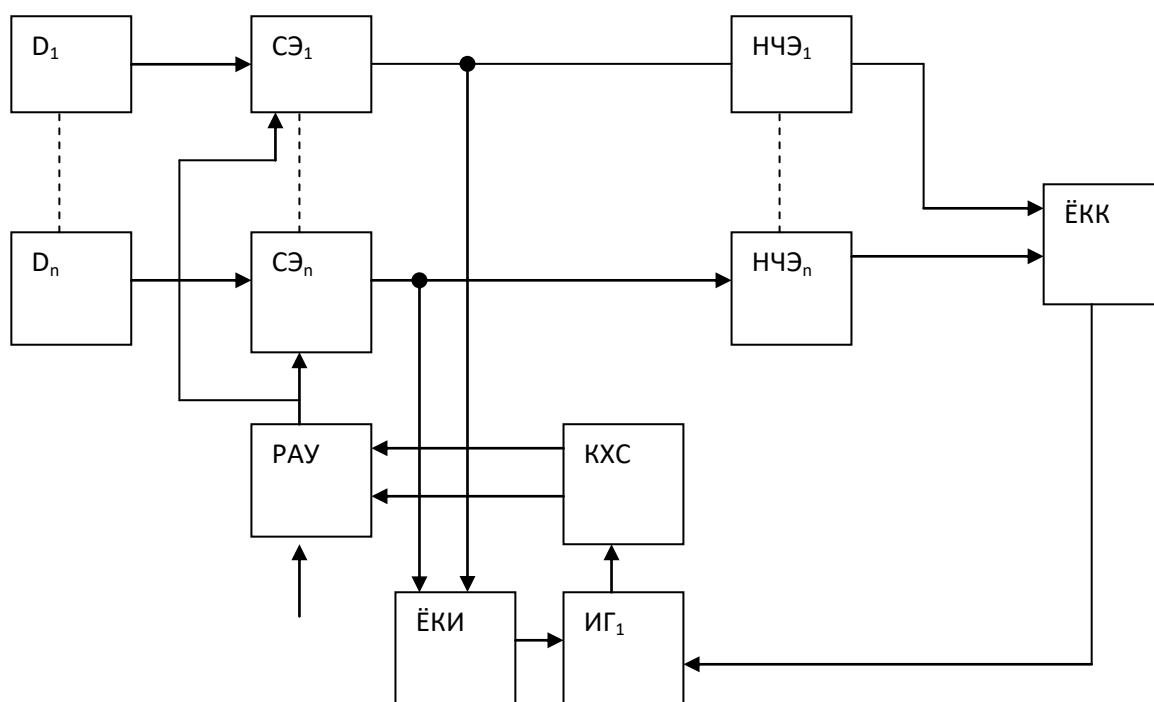 D₁
СЭ₁
НЧЭ₁
ЁКК
Dₙ
СЭₙ
НЧЭₙ
РАУ
КХС
ЁКИ
ИГ₁